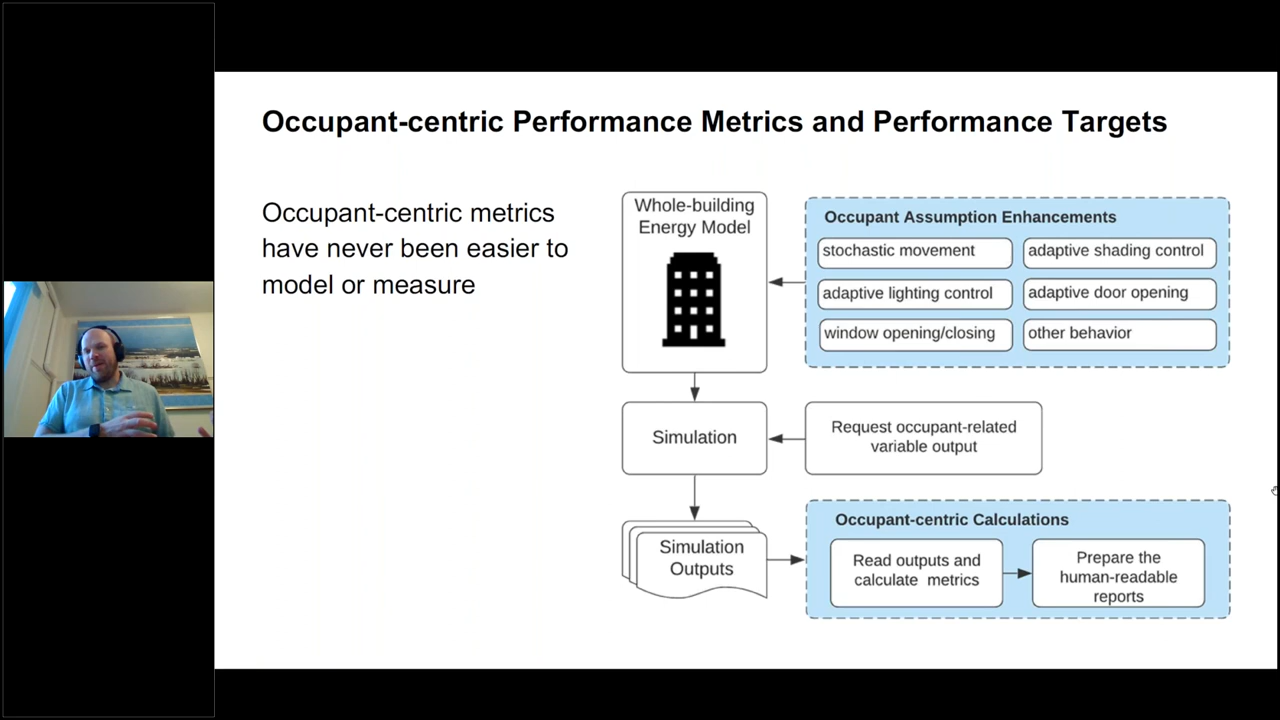 Occupant-centric Performance Metrics and Performance Targets
Occupant-centric metrics
have never been easier to
model or measure
Whole-building
Energy Model
Occupant Assumption Enhancements
stochastic movement
adaptive shading control
adaptive lighting control
adaptive door opening
window opening/closing
other behavior
Simulation
Request occupant-related
variable output
Simulation
Outputs
Occupant-centric Calculations
Read outputs and
calculate metrics
Prepare the
human-readable
reports